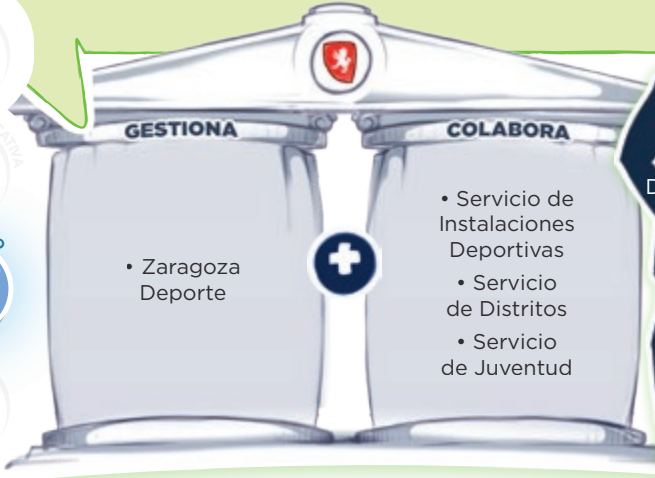 GESTIONA
• Zaragoza
Deporte
COLABORA
• Servicio de
Instalaciones
Deportivas
• Servicio
de Distritos
• Servicio
de Juventud